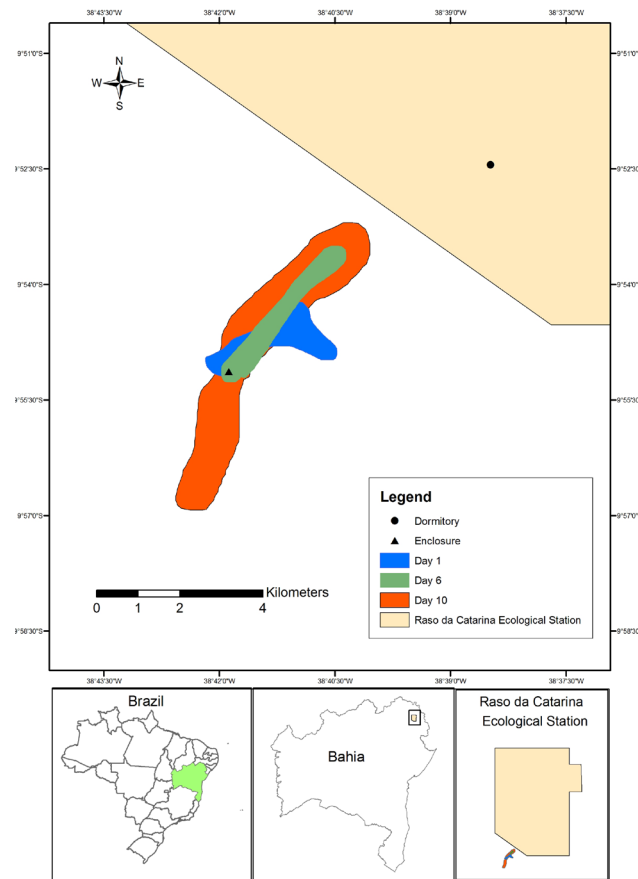 38°43'30"W 38°42'0"W 38°40'30"W 38°39'0"W 38°37'30"W
9°51'0"S 9°51'0"S
N
W E
S
9°52'30"S 9°52'30"S
9°54'0"S 9°54'0"S
9°55'30"S 9°55'30"S
Legend
Dormitory
Enclosure
Day 1
Day 6
Day 10
Raso da Catarina Ecological Station
9°57'0"S 9°57'0"S
Kilometers
0 1 2 4
9°58'30"S 9°58'30"S
38°43'30"W 38°42'0"W 38°40'30"W 38°39'0"W 38°37'30"W
Brazil
Bahia
Raso da Catarina
Ecological Station